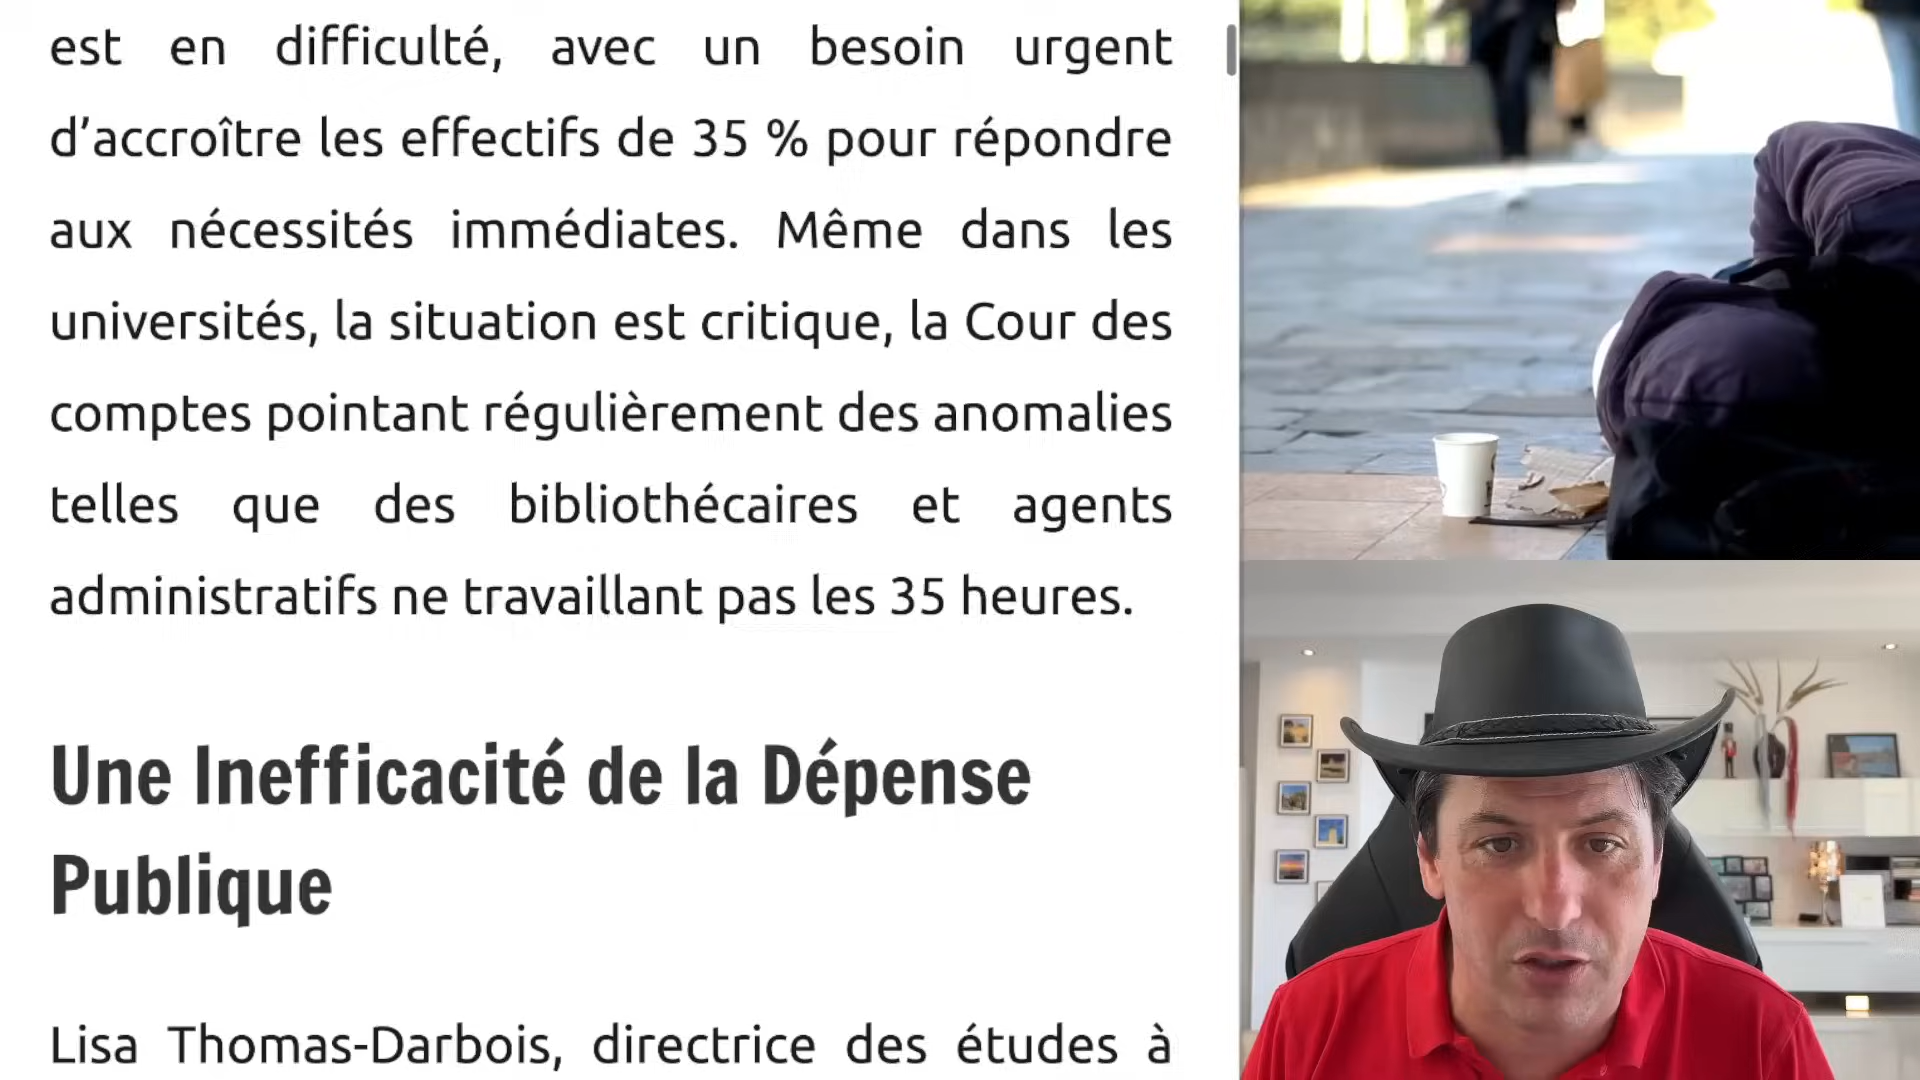 est en difficulté, avec un besoin urgent
d’accroître les effectifs de 35 % pour répondre
aux nécessités immédiates. Même dans les
universités, la situation est critique, la Cour des
comptes pointant régulièrement des anomalies
telles que des bibliothécaires et agents
administratifs ne travaillant pas les 35 heures.
Une Inefficacité de la Dépense
Publique
Lisa Thomas-Darbois, directrice des études à